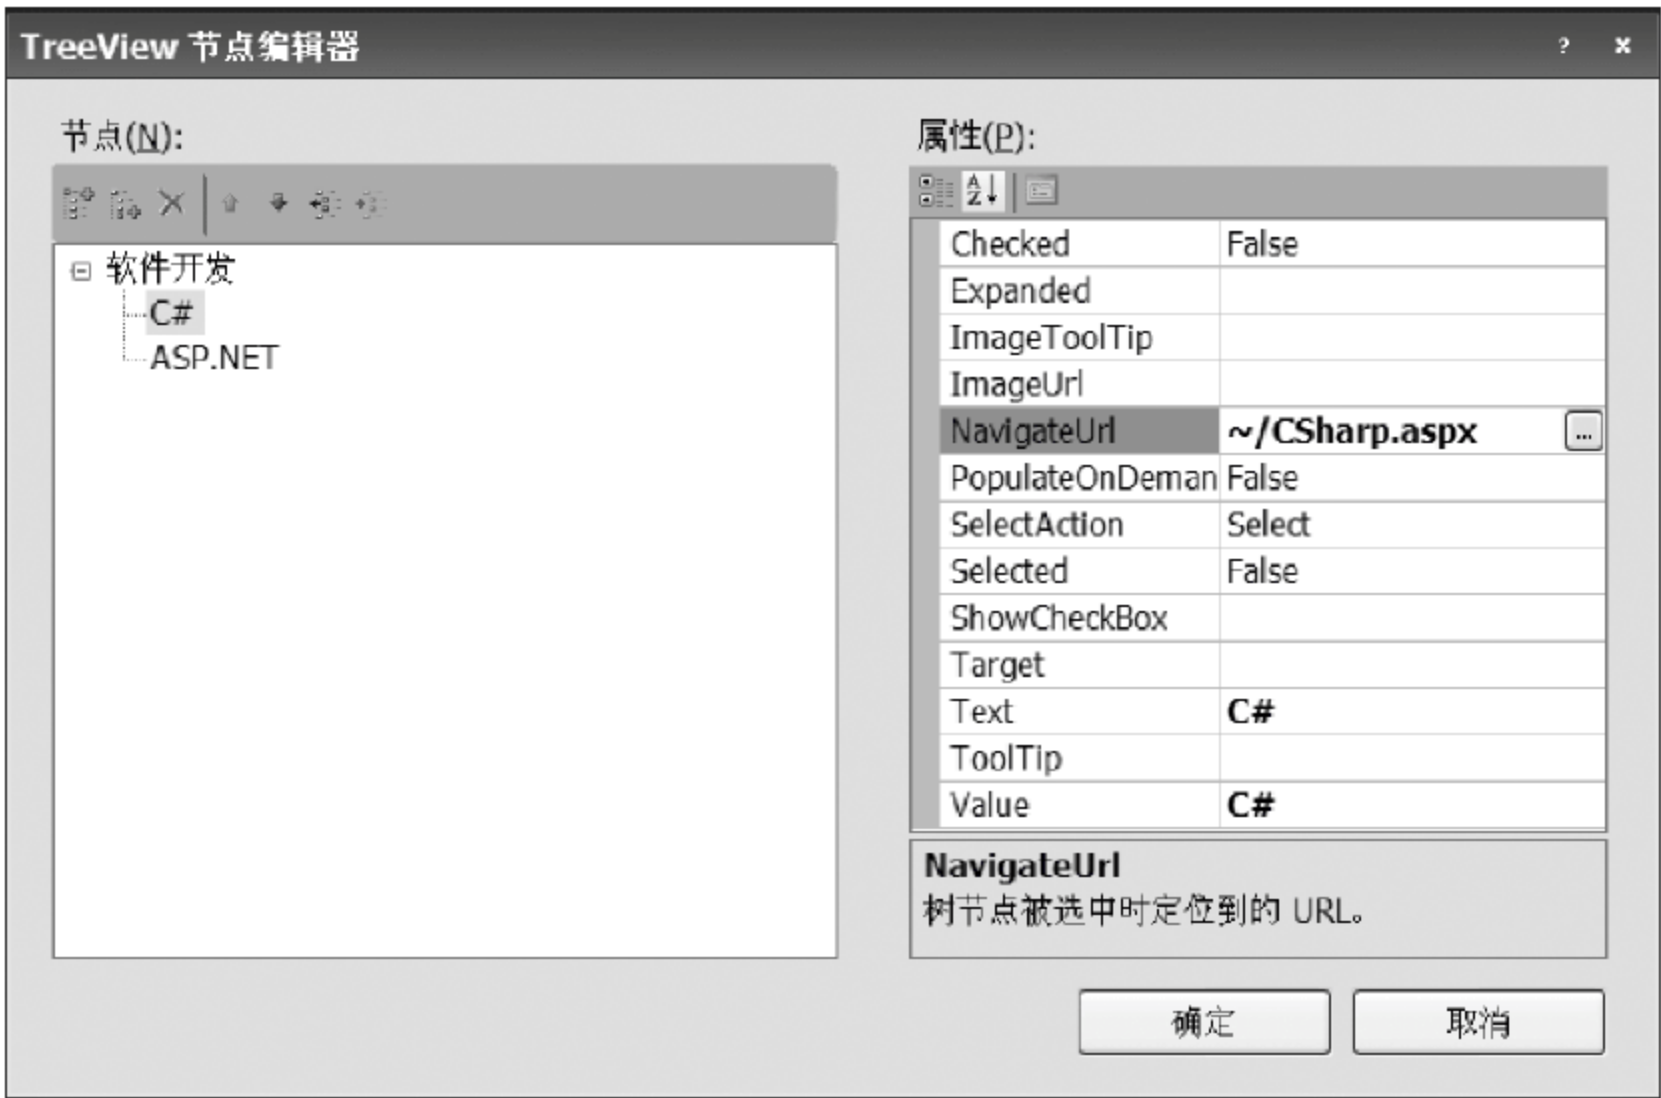 TreeView 节点编辑器
? ×
节点(N):
软件开发
C#
ASP.NET
属性(P):
Checked False
Expanded
ImageToolTip
ImageUrl
NavigateUrl ~/CSharp.aspx ...
PopulateOnDeman False
SelectAction Select
Selected False
ShowCheckBox
Target
Text C#
ToolTip
Value C#
NavigateUrl
树节点被选中时定位到的 URL。
确定 取消